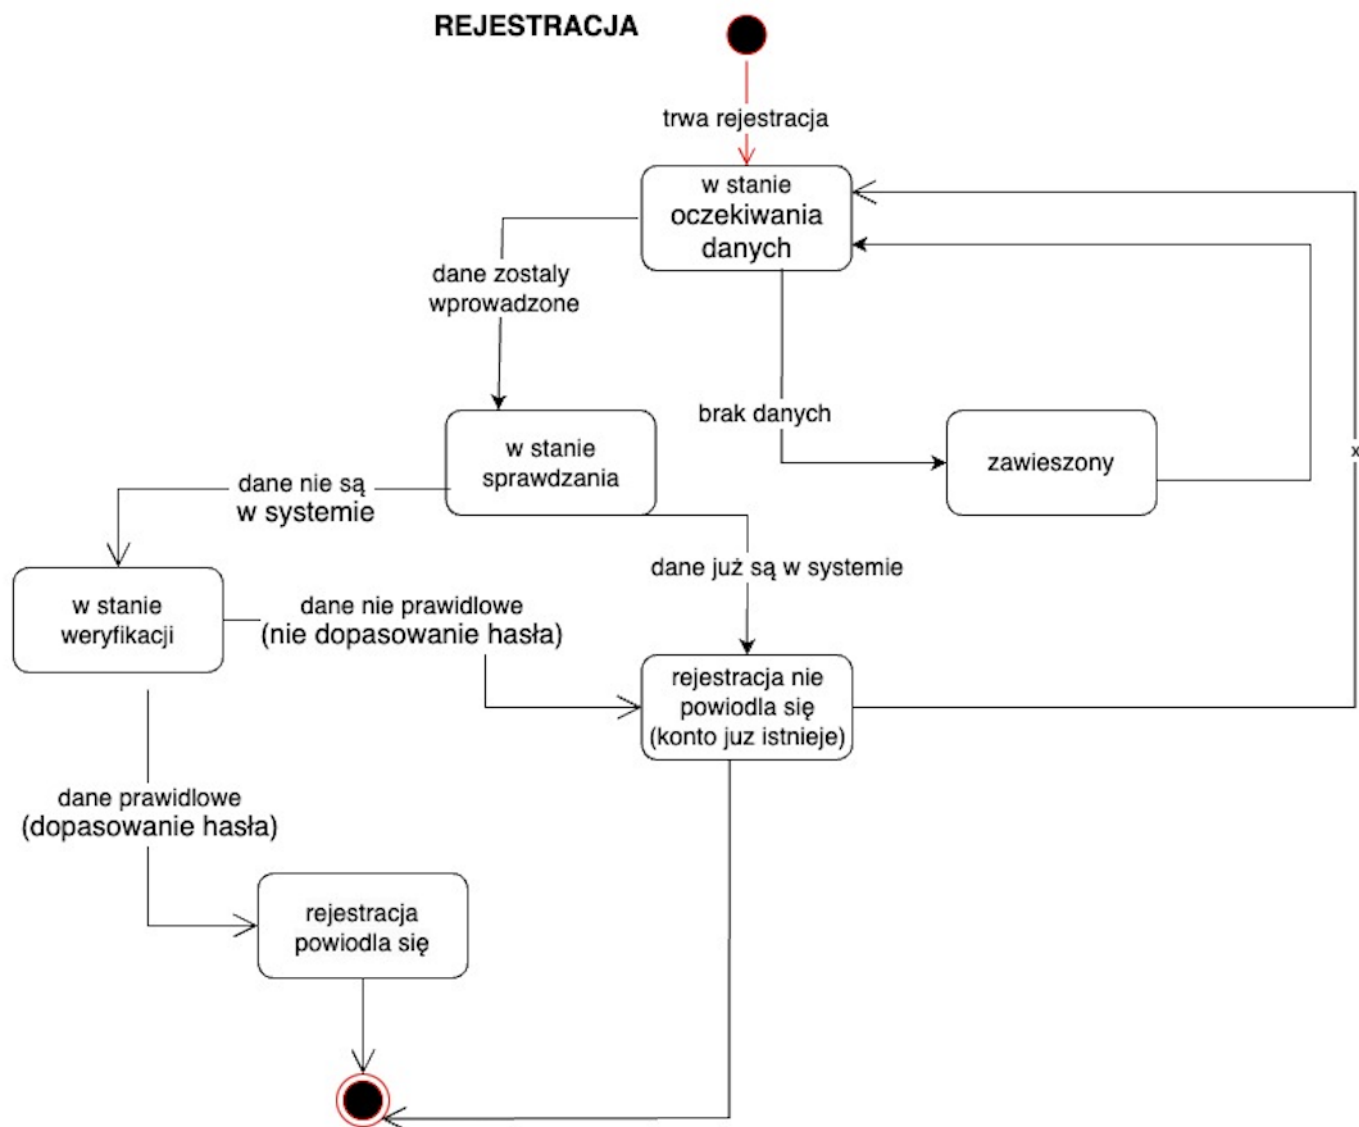 REJESTRACJA
trwa rejestracja
w stanie
oczekiwania
danych
dane zostaly
wprowadzone
brak danych
zawieszony
x
w stanie
sprawdzania
dane nie są
w systemie
dane już są w systemie
w stanie
weryfikacji
dane nie prawidlowe
(nie dopasowanie hasła)
rejestracja nie
powiodla się
(konto juz istnieje)
dane prawidlowe
(dopasowanie hasła)
rejestracja
powiodla się